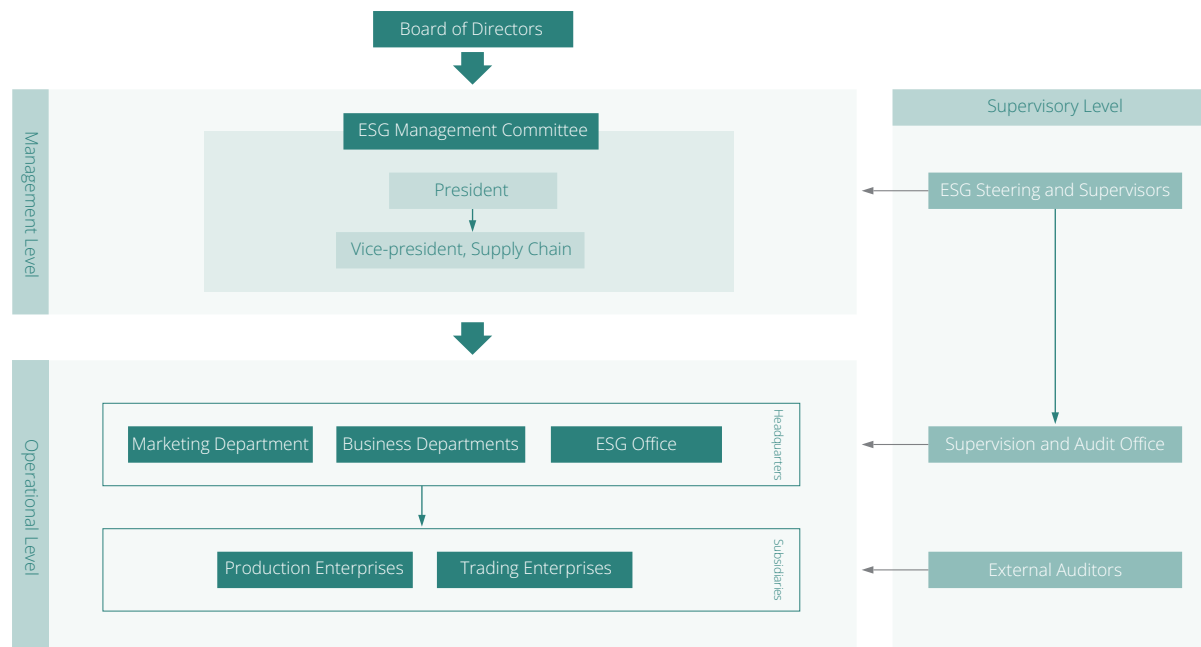 Board of Directors
Management Level
ESG Management Committee
President
Vice-president, Supply Chain
Supervisory Level
ESG Steering and Supervisors
Operational Level
Marketing Department
Business Departments
ESG Office
Headquarters
Supervision and Audit Office
Production Enterprises
Trading Enterprises
Subsidiaries
External Auditors